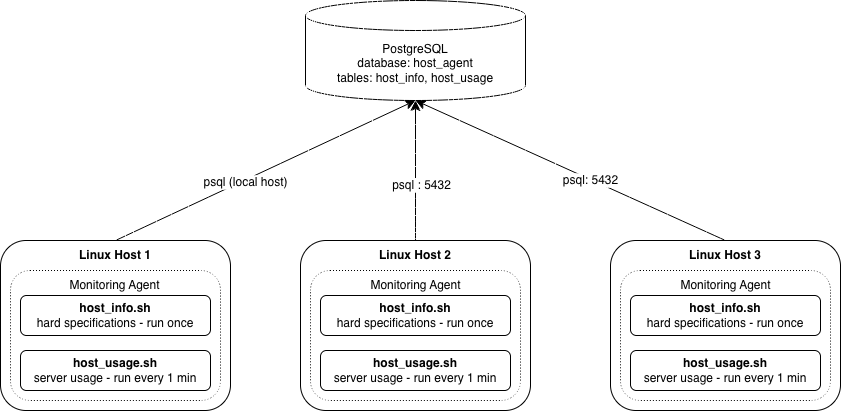 PostgreSQL
database: host_agent
tables: host_info, host_usage
psql (local host)
psql : 5432
psql: 5432
Linux Host 1
Monitoring Agent
host_info.sh
hard specifications - run once
host_usage.sh
server usage - run every 1 min
Linux Host 2
Monitoring Agent
host_info.sh
hard specifications - run once
host_usage.sh
server usage - run every 1 min
Linux Host 3
Monitoring Agent
host_info.sh
hard specifications - run once
host_usage.sh
server usage - run every 1 min